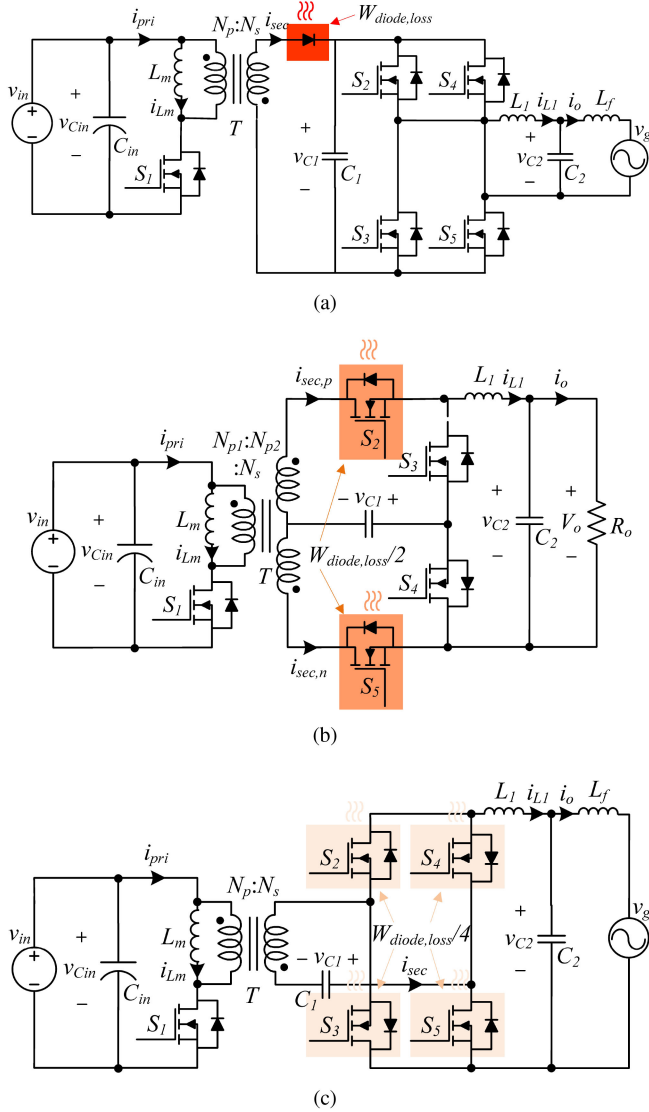 i_pri N_p:N_s i_sec W_diode,loss
L_m S_2 S_4
v_in + i_Lm L_1 i_L1 i_o L_f v_g
v_Cin C_in T + v_C1 C_1 + v_C2 C_2
− S_1 − −
S_3 S_5
(a)
i_sec,p L_1 i_L1 i_o
S_2
N_p1:N_p2
:N_s
i_pri S_3
− v_C1 +
v_in + L_m + +
v_Cin i_Lm v_C2 C_2 V_o R_o
− C_in T W_diode,loss/2 − −
S_1 S_4
S_5
i_sec,n
(b)
L_1 i_L1 i_o L_f
S_2 S_4
i_pri N_p:N_s
v_in + L_m − v_C1 + W_diode,loss/4 + v_g
v_Cin i_Lm C_1 i_sec v_C2 C_2
− C_in T −
S_1 S_3 S_5
(c)